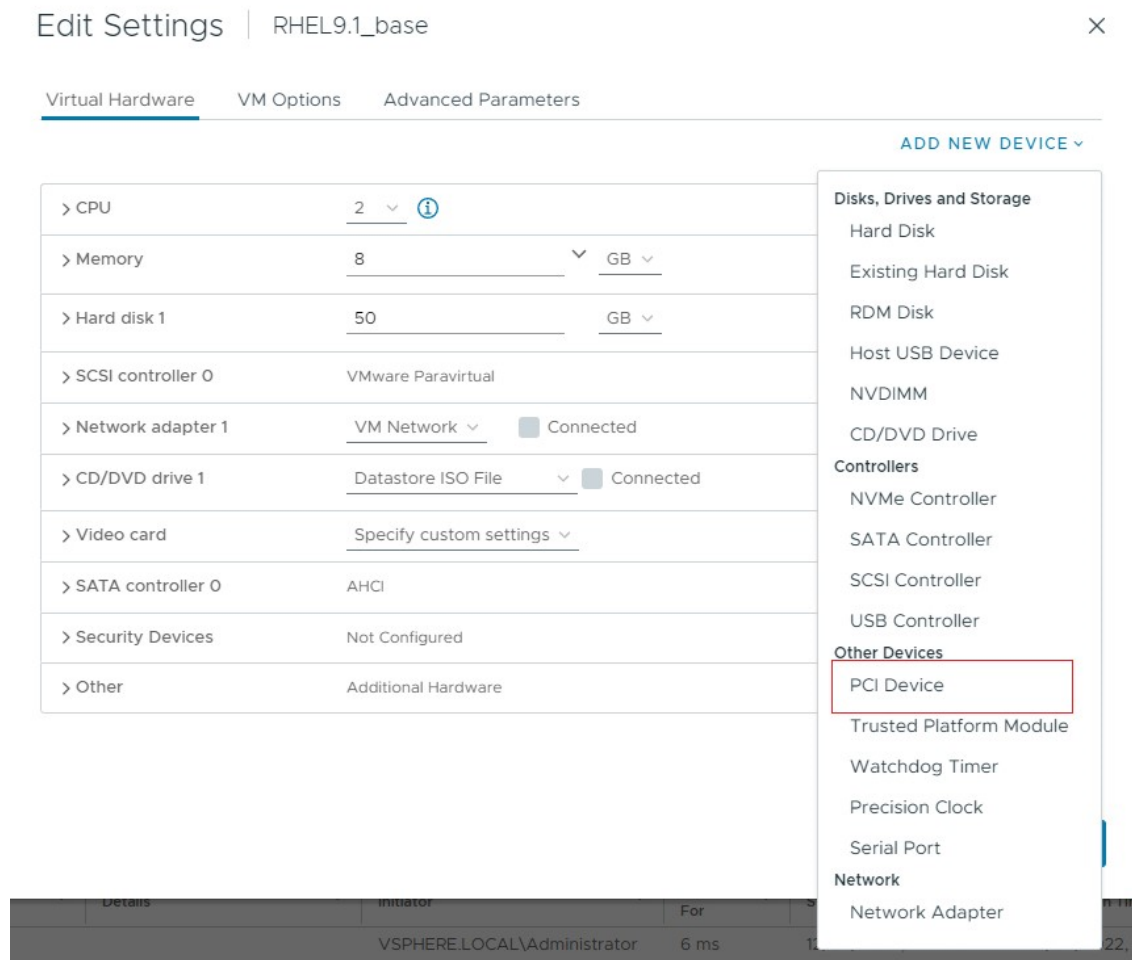 Edit Settings | RHEL9.1_base
Virtual Hardware VM Options Advanced Parameters
ADD NEW DEVICE
CPU 2
Memory 8 GB
Hard disk 1 50 GB
SCSI controller 0 VMware Paravirtual
Network adapter 1 VM Network Connected
CD/DVD drive 1 Datastore ISO File Connected
Video card Specify custom settings
SATA controller 0 AHCI
Security Devices Not Configured
Other Additional Hardware
Disks, Drives and Storage
Hard Disk
Existing Hard Disk
RDM Disk
Host USB Device
NVDIMM
CD/DVD Drive
Controllers
NVMe Controller
SATA Controller
SCSI Controller
USB Controller
Other Devices
PCI Device
Trusted Platform Module
Watchdog Timer
Precision Clock
Serial Port
Network
Network Adapter
Details Initiator For
VSPHERE.LOCAL\Administrator 6 ms